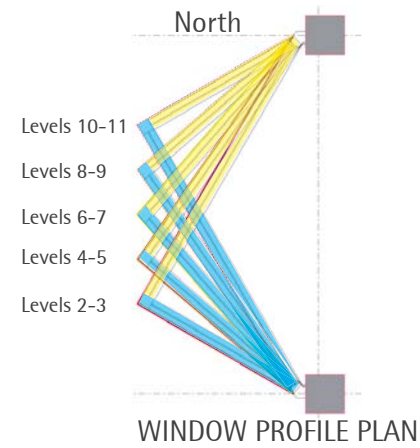 North
Levels 10-11
Levels 8-9
Levels 6-7
Levels 4-5
Levels 2-3
WINDOW PROFILE PLAN